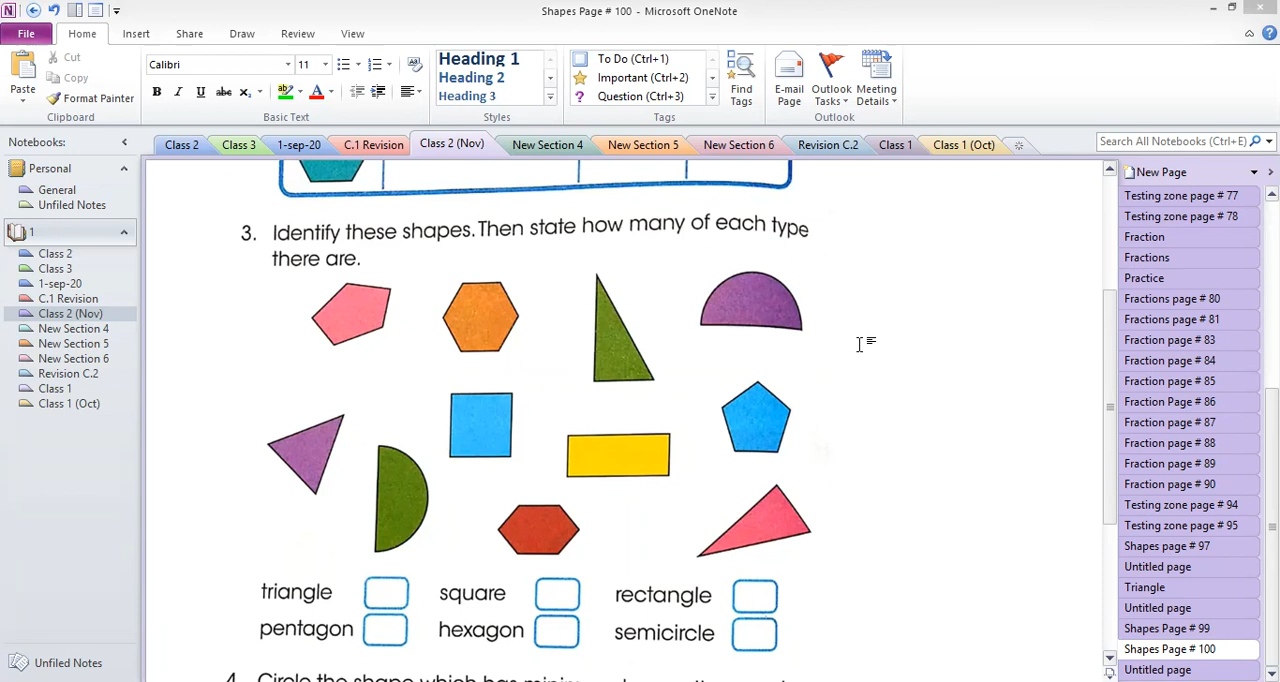 Shapes Page # 100 - Microsoft OneNote
File Home Insert Share Draw Review View
Paste
Cut
Copy
Format Painter
Clipboard
Calibri 11
B I U abc X₂ A
Basic Text
Heading 1
Heading 2
Heading 3
Styles
To Do (Ctrl+1)
Important (Ctrl+2)
Question (Ctrl+3)
Tags
Find
Tags
E-mail
Page
Outlook
Tasks
Meeting
Details
Outlook
Notebooks:
Class 2 Class 3 1-sep-20 C.1 Revision Class 2 (Nov) New Section 4 New Section 5 New Section 6 Revision C.2 Class 1 Class 1 (Oct)
Search All Notebooks (Ctrl+E)
Personal
General
Unfiled Notes
1
Class 2
Class 3
1-sep-20
C.1 Revision
Class 2 (Nov)
New Section 4
New Section 5
New Section 6
Revision C.2
Class 1
Class 1 (Oct)
Unfiled Notes
3. Identify these shapes. Then state how many of each type
there are.
triangle square rectangle
pentagon hexagon semicircle
New Page
Testing zone page # 77
Testing zone page # 78
Fraction
Fractions
Practice
Fractions page # 80
Fractions page # 81
Fraction page # 83
Fraction page # 84
Fraction page # 85
Fraction Page # 86
Fraction page # 87
Fraction page # 88
Fraction page # 89
Fraction page # 90
Testing zone page # 94
Testing zone page # 95
Shapes page # 97
Untitled page
Triangle
Untitled page
Shapes Page # 99
Shapes Page # 100
Untitled page